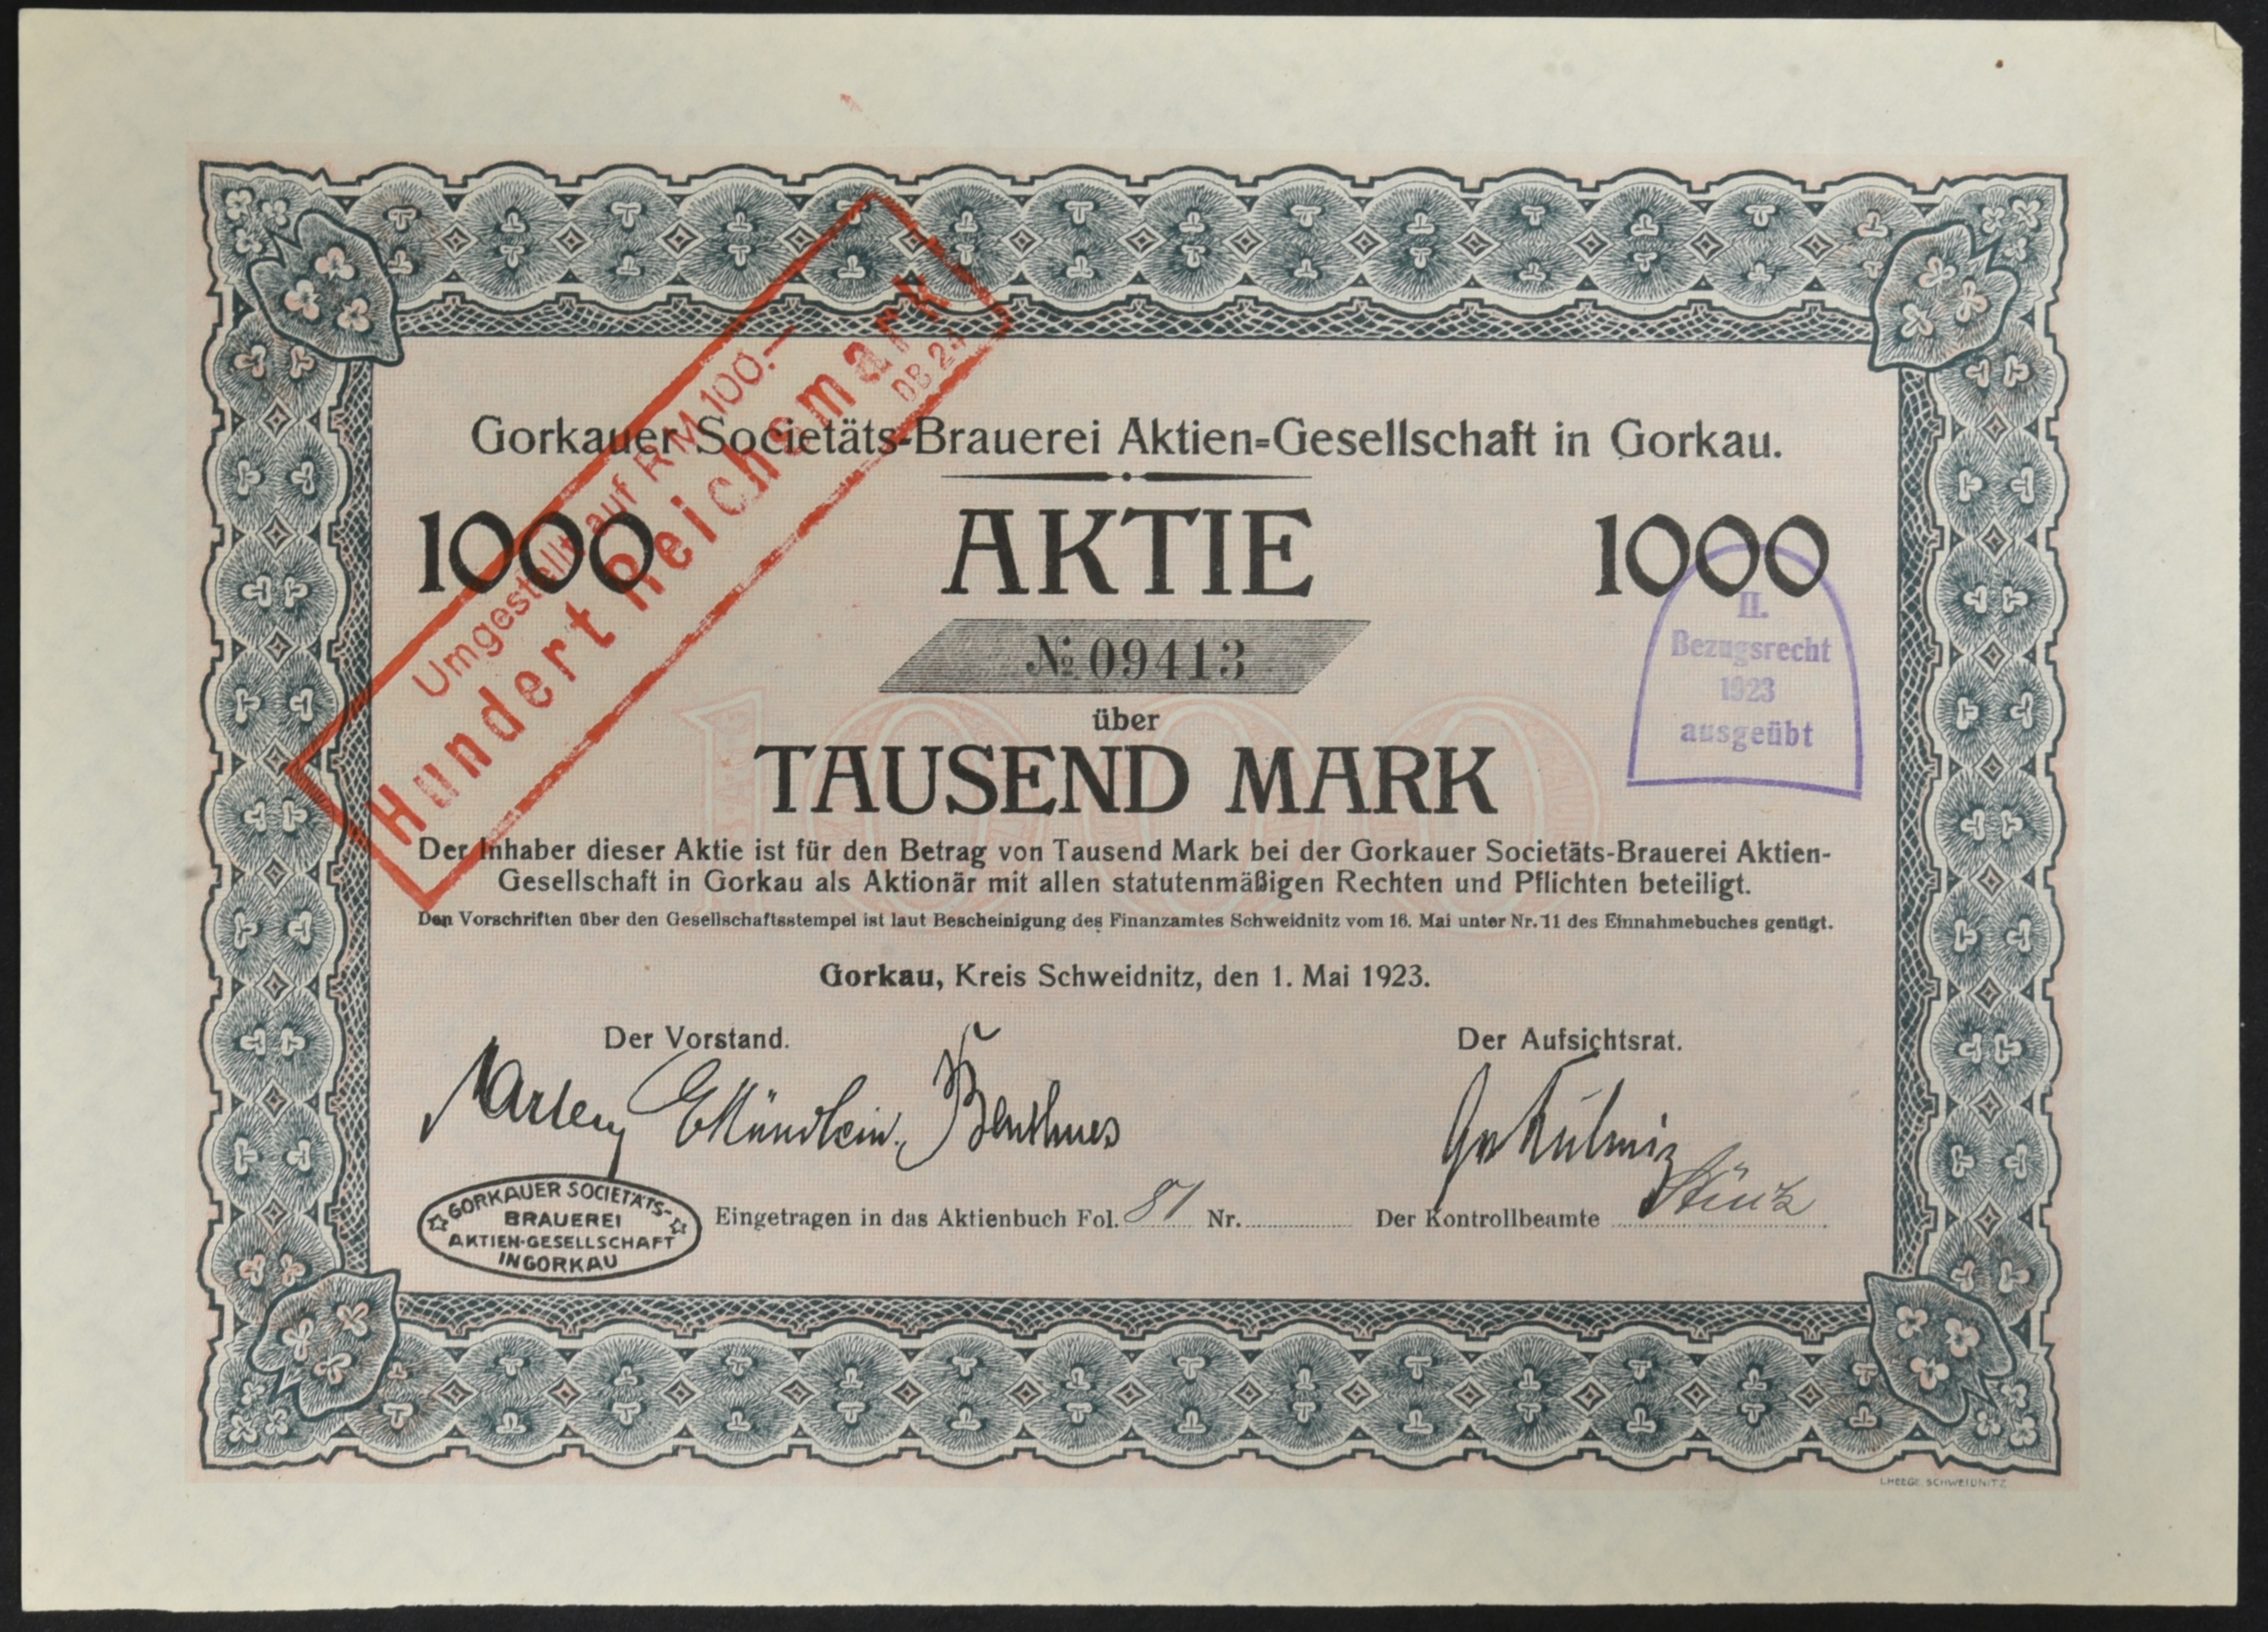 Gorkauer Societäts-Brauerei Aktien=Gesellschaft in Gorkau.
1000 AKTIE 1000
№ 09413
über
TAUSEND MARK
Der Inhaber dieser Aktie ist für den Betrag von Tausend Mark bei der Gorkauer Societäts-Brauerei Aktien-
Gesellschaft in Gorkau als Aktionär mit allen statutenmäßigen Rechten und Pflichten beteiligt.
Den Vorschriften über den Gesellschaftsstempel ist laut Bescheinigung des Finanzamtes Schweidnitz vom 16. Mai unter Nr. 11 des Einnahmebuches genügt.
Gorkau, Kreis Schweidnitz, den 1. Mai 1923.
Der Vorstand. Der Aufsichtsrat.
Eingetragen in das Aktienbuch Fol. 81 Nr. Der Kontrollbeamte
GORKAUER SOCIETÄTS-
BRAUEREI
AKTIEN-GESELLSCHAFT
IN GORKAU
Umgestellt auf RM 100.—
Hundert Reichsmark
II.
Bezugsrecht
1923
ausgeübt
1000
L. HEEGE. SCHWEIDNITZ